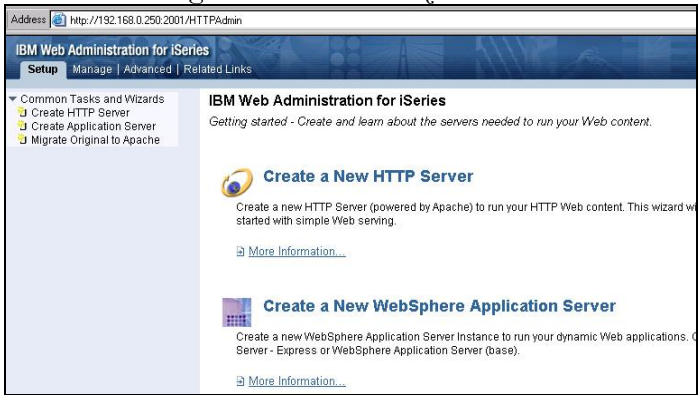 Address http://192.168.0.250:2001/HTTPAdmin
IBM Web Administration for iSeries
Setup Manage | Advanced | Related Links
Common Tasks and Wizards
Create HTTP Server
Create Application Server
Migrate Original to Apache
IBM Web Administration for iSeries
Getting started - Create and learn about the servers needed to run your Web content.
Create a New HTTP Server
Create a new HTTP Server (powered by Apache) to run your HTTP Web content. This wizard wi
started with simple Web serving.
More Information...
Create a New WebSphere Application Server
Create a new WebSphere Application Server Instance to run your dynamic Web applications.
Server - Express or WebSphere Application Server (base).
More Information...